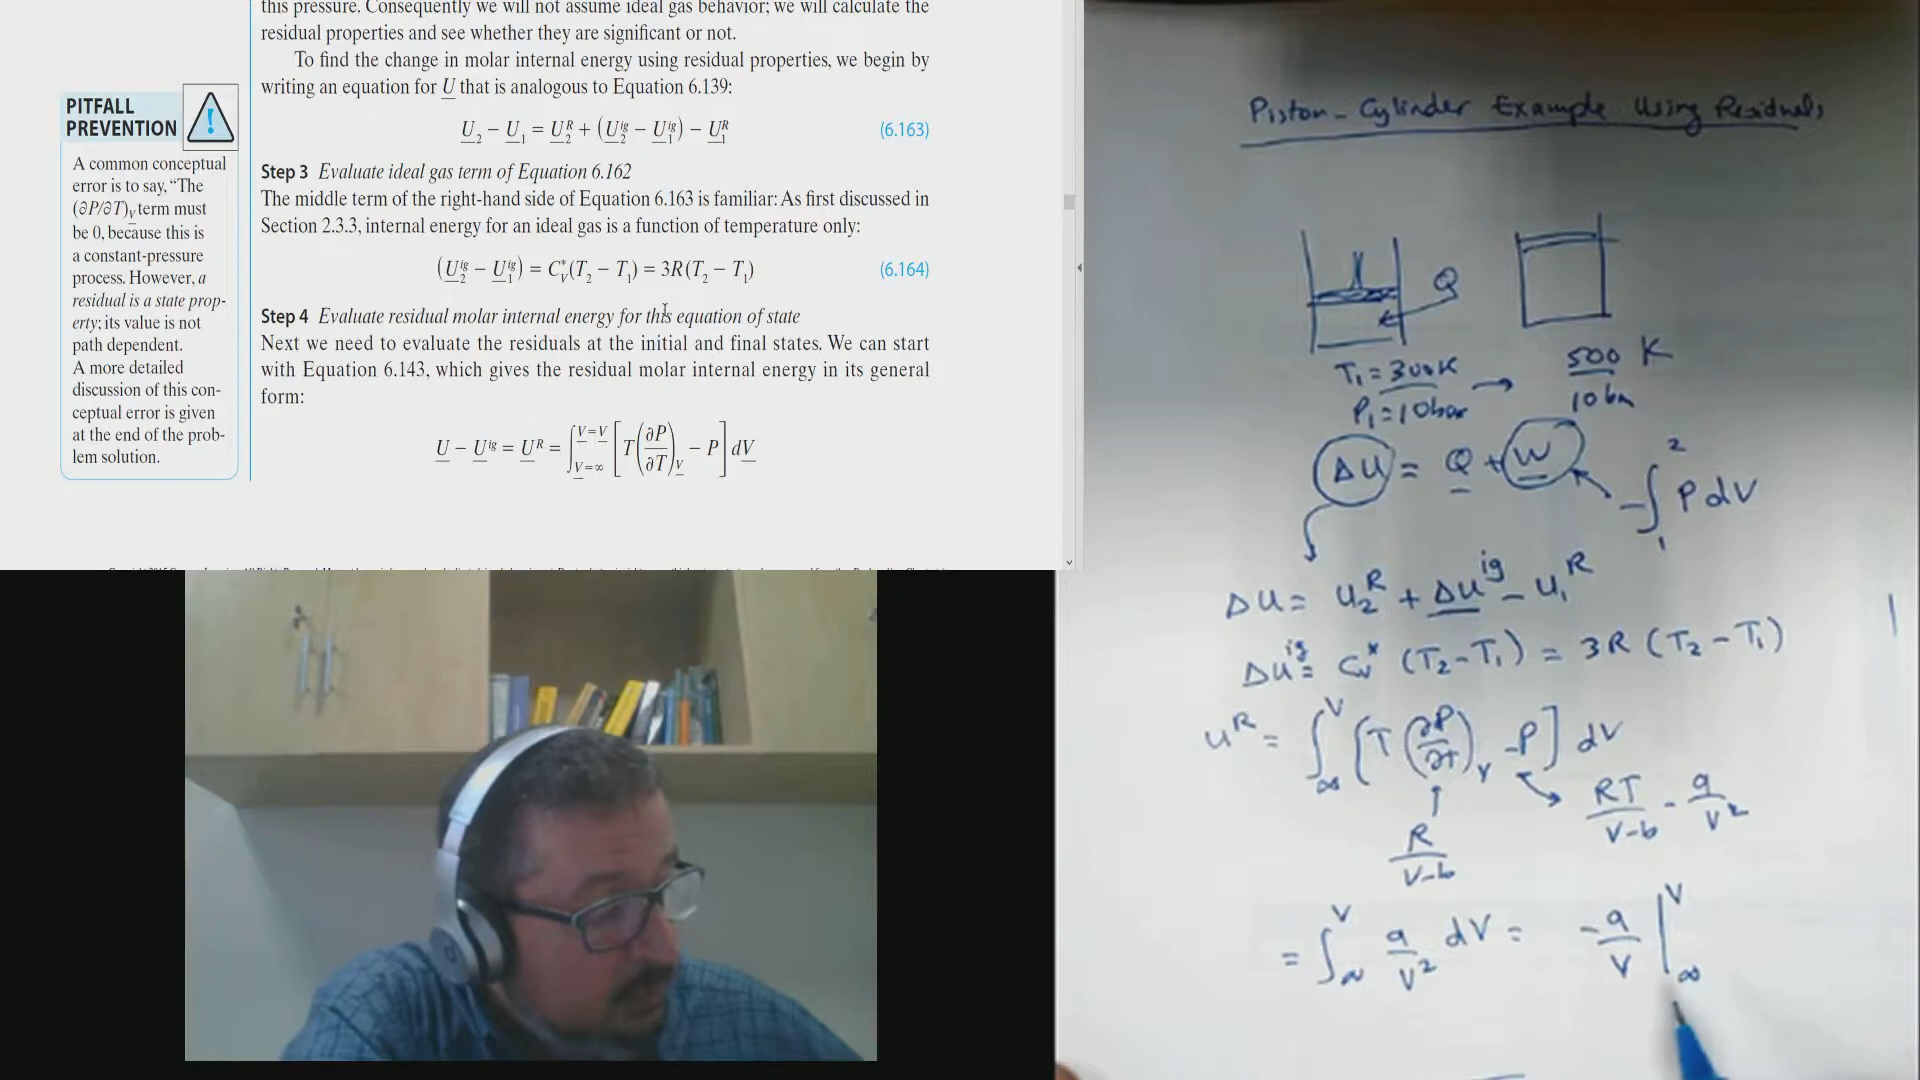 this pressure. Consequently we will not assume ideal gas behavior; we will calculate the
residual properties and see whether they are significant or not.
To find the change in molar internal energy using residual properties, we begin by
writing an equation for U that is analogous to Equation 6.139:
U₂ − U₁ = U₂ᴿ + (U₂ⁱᵍ − U₁ⁱᵍ) − U₁ᴿ (6.163)
Step 3 Evaluate ideal gas term of Equation 6.162
The middle term of the right-hand side of Equation 6.163 is familiar: As first discussed in
Section 2.3.3, internal energy for an ideal gas is a function of temperature only:
(U₂ⁱᵍ − U₁ⁱᵍ) = C_V*(T₂ − T₁) = 3R(T₂ − T₁) (6.164)
Step 4 Evaluate residual molar internal energy for this equation of state
Next we need to evaluate the residuals at the initial and final states. We can start
with Equation 6.143, which gives the residual molar internal energy in its general
form:
U − Uⁱᵍ = Uᴿ = ∫_{V=∞}^{V=V} [T(∂P/∂T)_V − P] dV
PITFALL
PREVENTION
!
A common conceptual
error is to say, “The
(∂P/∂T)_V term must
be 0, because this is
a constant-pressure
process. However, a
residual is a state prop-
erty; its value is not
path dependent.
A more detailed
discussion of this con-
ceptual error is given
at the end of the prob-
lem solution.
Piston-Cylinder Example Using Residuals
Q
T₁ = 300K → 500 K
P₁ = 10bar 10 bar
ΔU = Q + W
−∫₁² P dV
ΔU = U₂ᴿ + ΔUⁱᵍ − U₁ᴿ
ΔUⁱᵍ = Cv* (T₂−T₁) = 3R (T₂−T₁)
Uᴿ = ∫_∞^V [T (∂P/∂T)_V −P] dV
R/(V−b)
RT/(V−b) − a/V²
= ∫_∞^V a/V² dV = −a/V |_∞^V